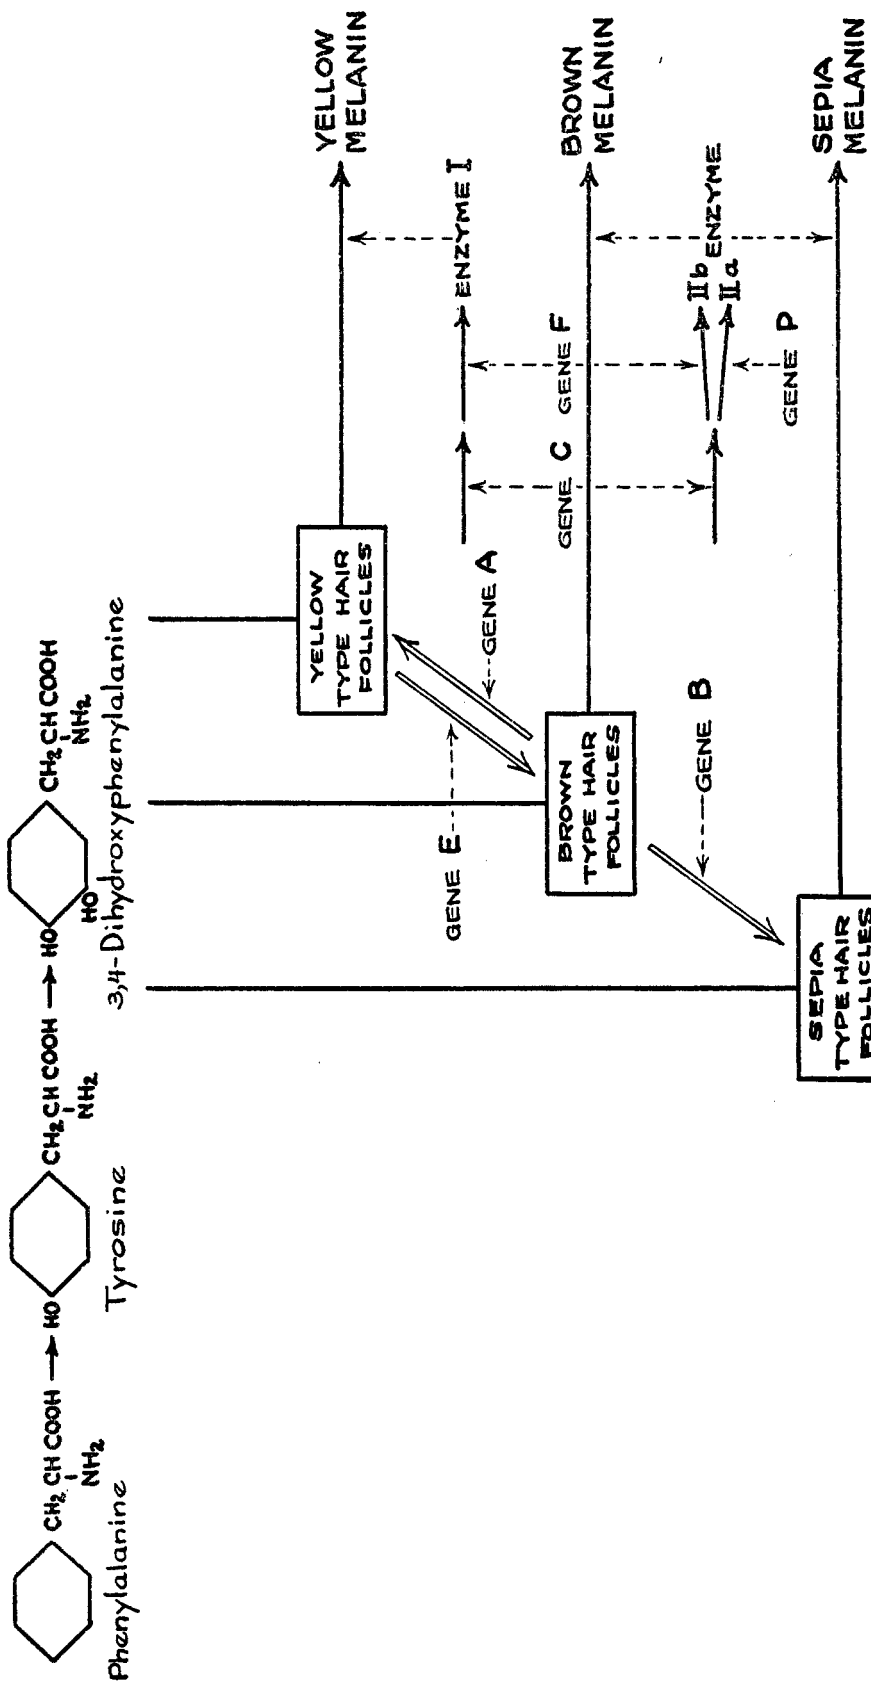 CH₂ CH COOH
NH₂
Phenylalanine
HO
CH₂ CH COOH
NH₂
Tyrosine
HO
HO
CH₂ CH COOH
NH₂
3,4-Dihydroxyphenylalanine
YELLOW
TYPE HAIR
FOLLICLES
YELLOW
MELANIN
GENE E
GENE A
ENZYME I
BROWN
TYPE HAIR
FOLLICLES
GENE C
GENE F
BROWN
MELANIN
GENE B
IIb
IIa
ENZYME
GENE P
SEPIA
TYPE HAIR
FOLLICLES
SEPIA
MELANIN